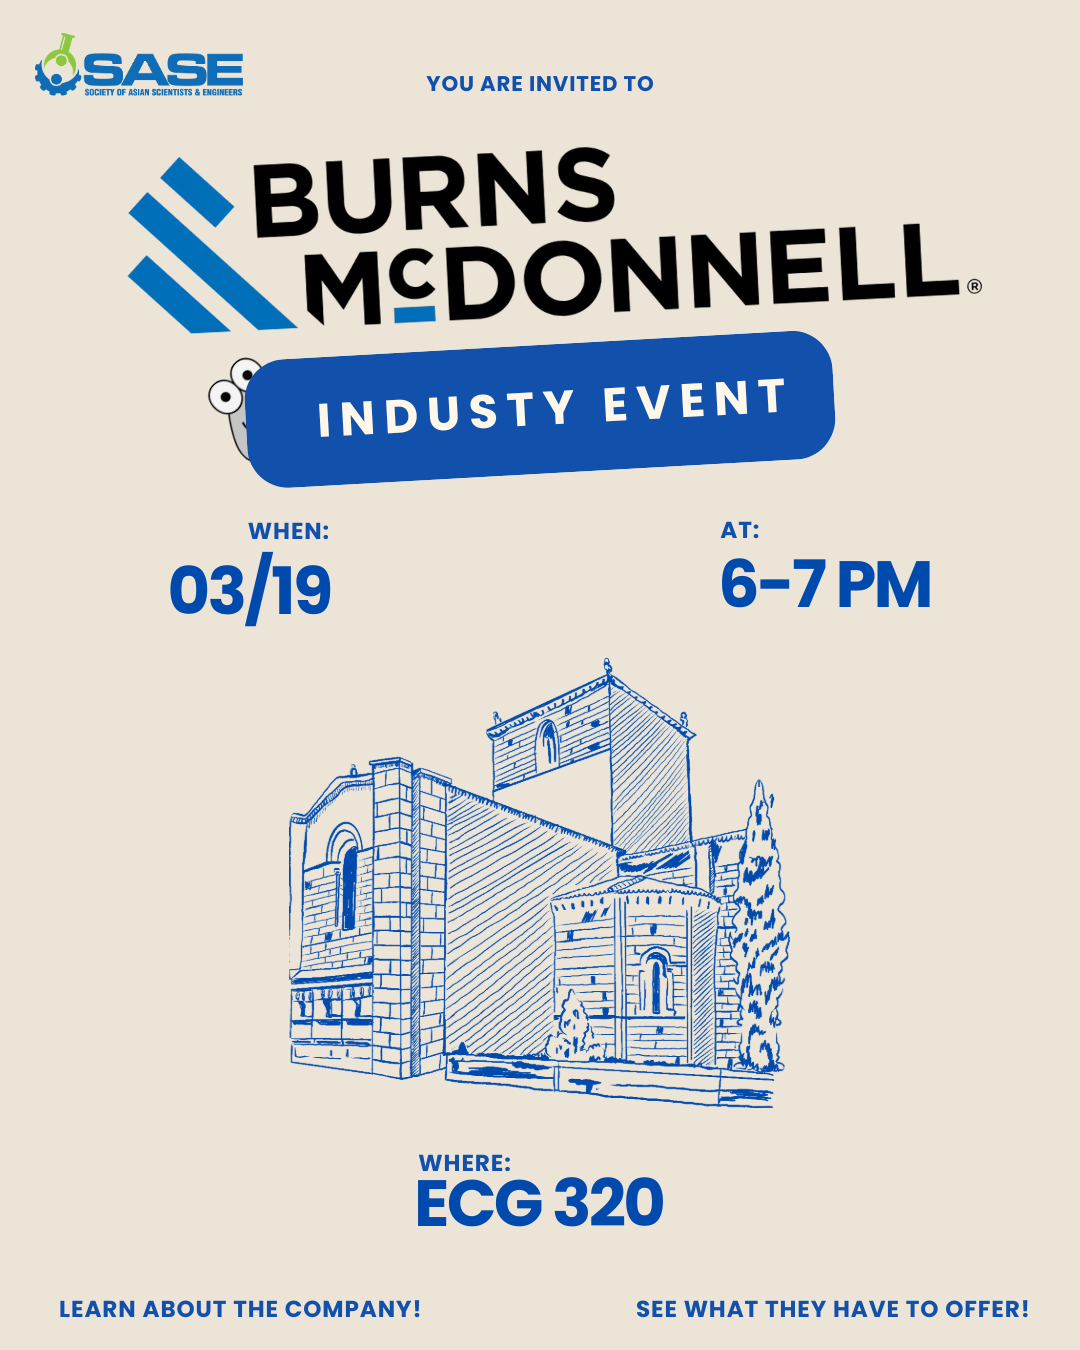 SASE
SOCIETY OF ASIAN SCIENTISTS & ENGINEERS
YOU ARE INVITED TO
BURNS
McDONNELL®
INDUSTY EVENT
WHEN:
03/19
AT:
6–7 PM
WHERE:
ECG 320
LEARN ABOUT THE COMPANY!
SEE WHAT THEY HAVE TO OFFER!